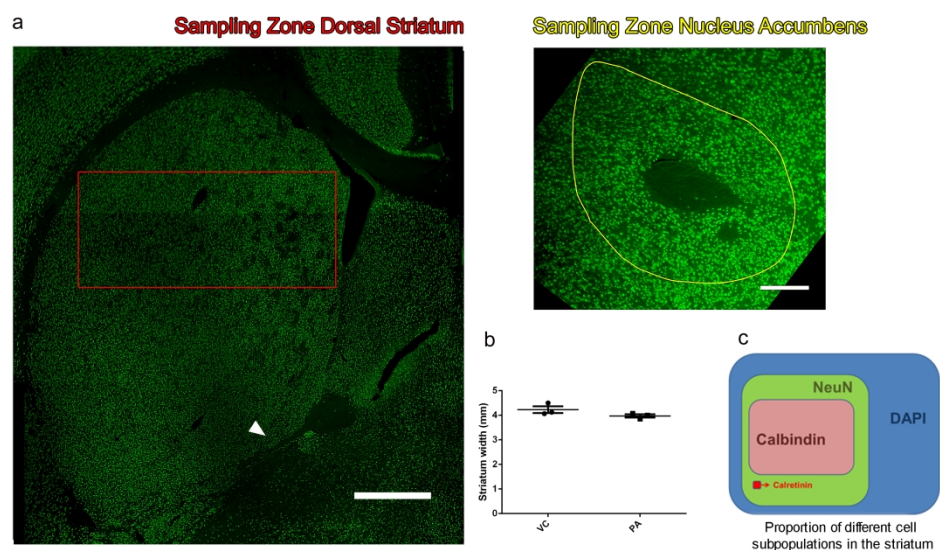 a
Sampling Zone Dorsal Striatum
Sampling Zone Nucleus Accumbens
b
Striatum width (mm)
5
4
3
2
1
0
VC
PA
c
NeuN
DAPI
Calbindin
Calretinin
Proportion of different cell
subpopulations in the striatum